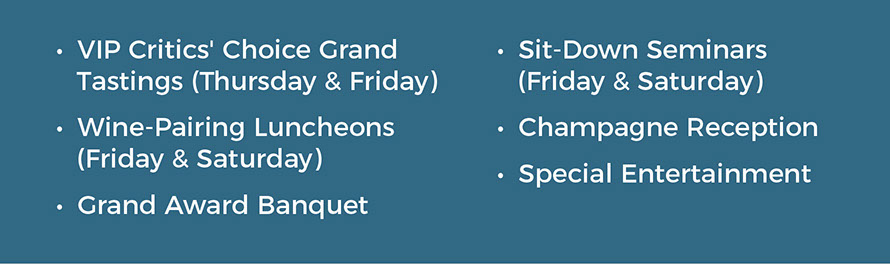 • VIP Critics' Choice Grand
Tastings (Thursday & Friday)
• Wine-Pairing Luncheons
(Friday & Saturday)
• Grand Award Banquet
• Sit-Down Seminars
(Friday & Saturday)
• Champagne Reception
• Special Entertainment